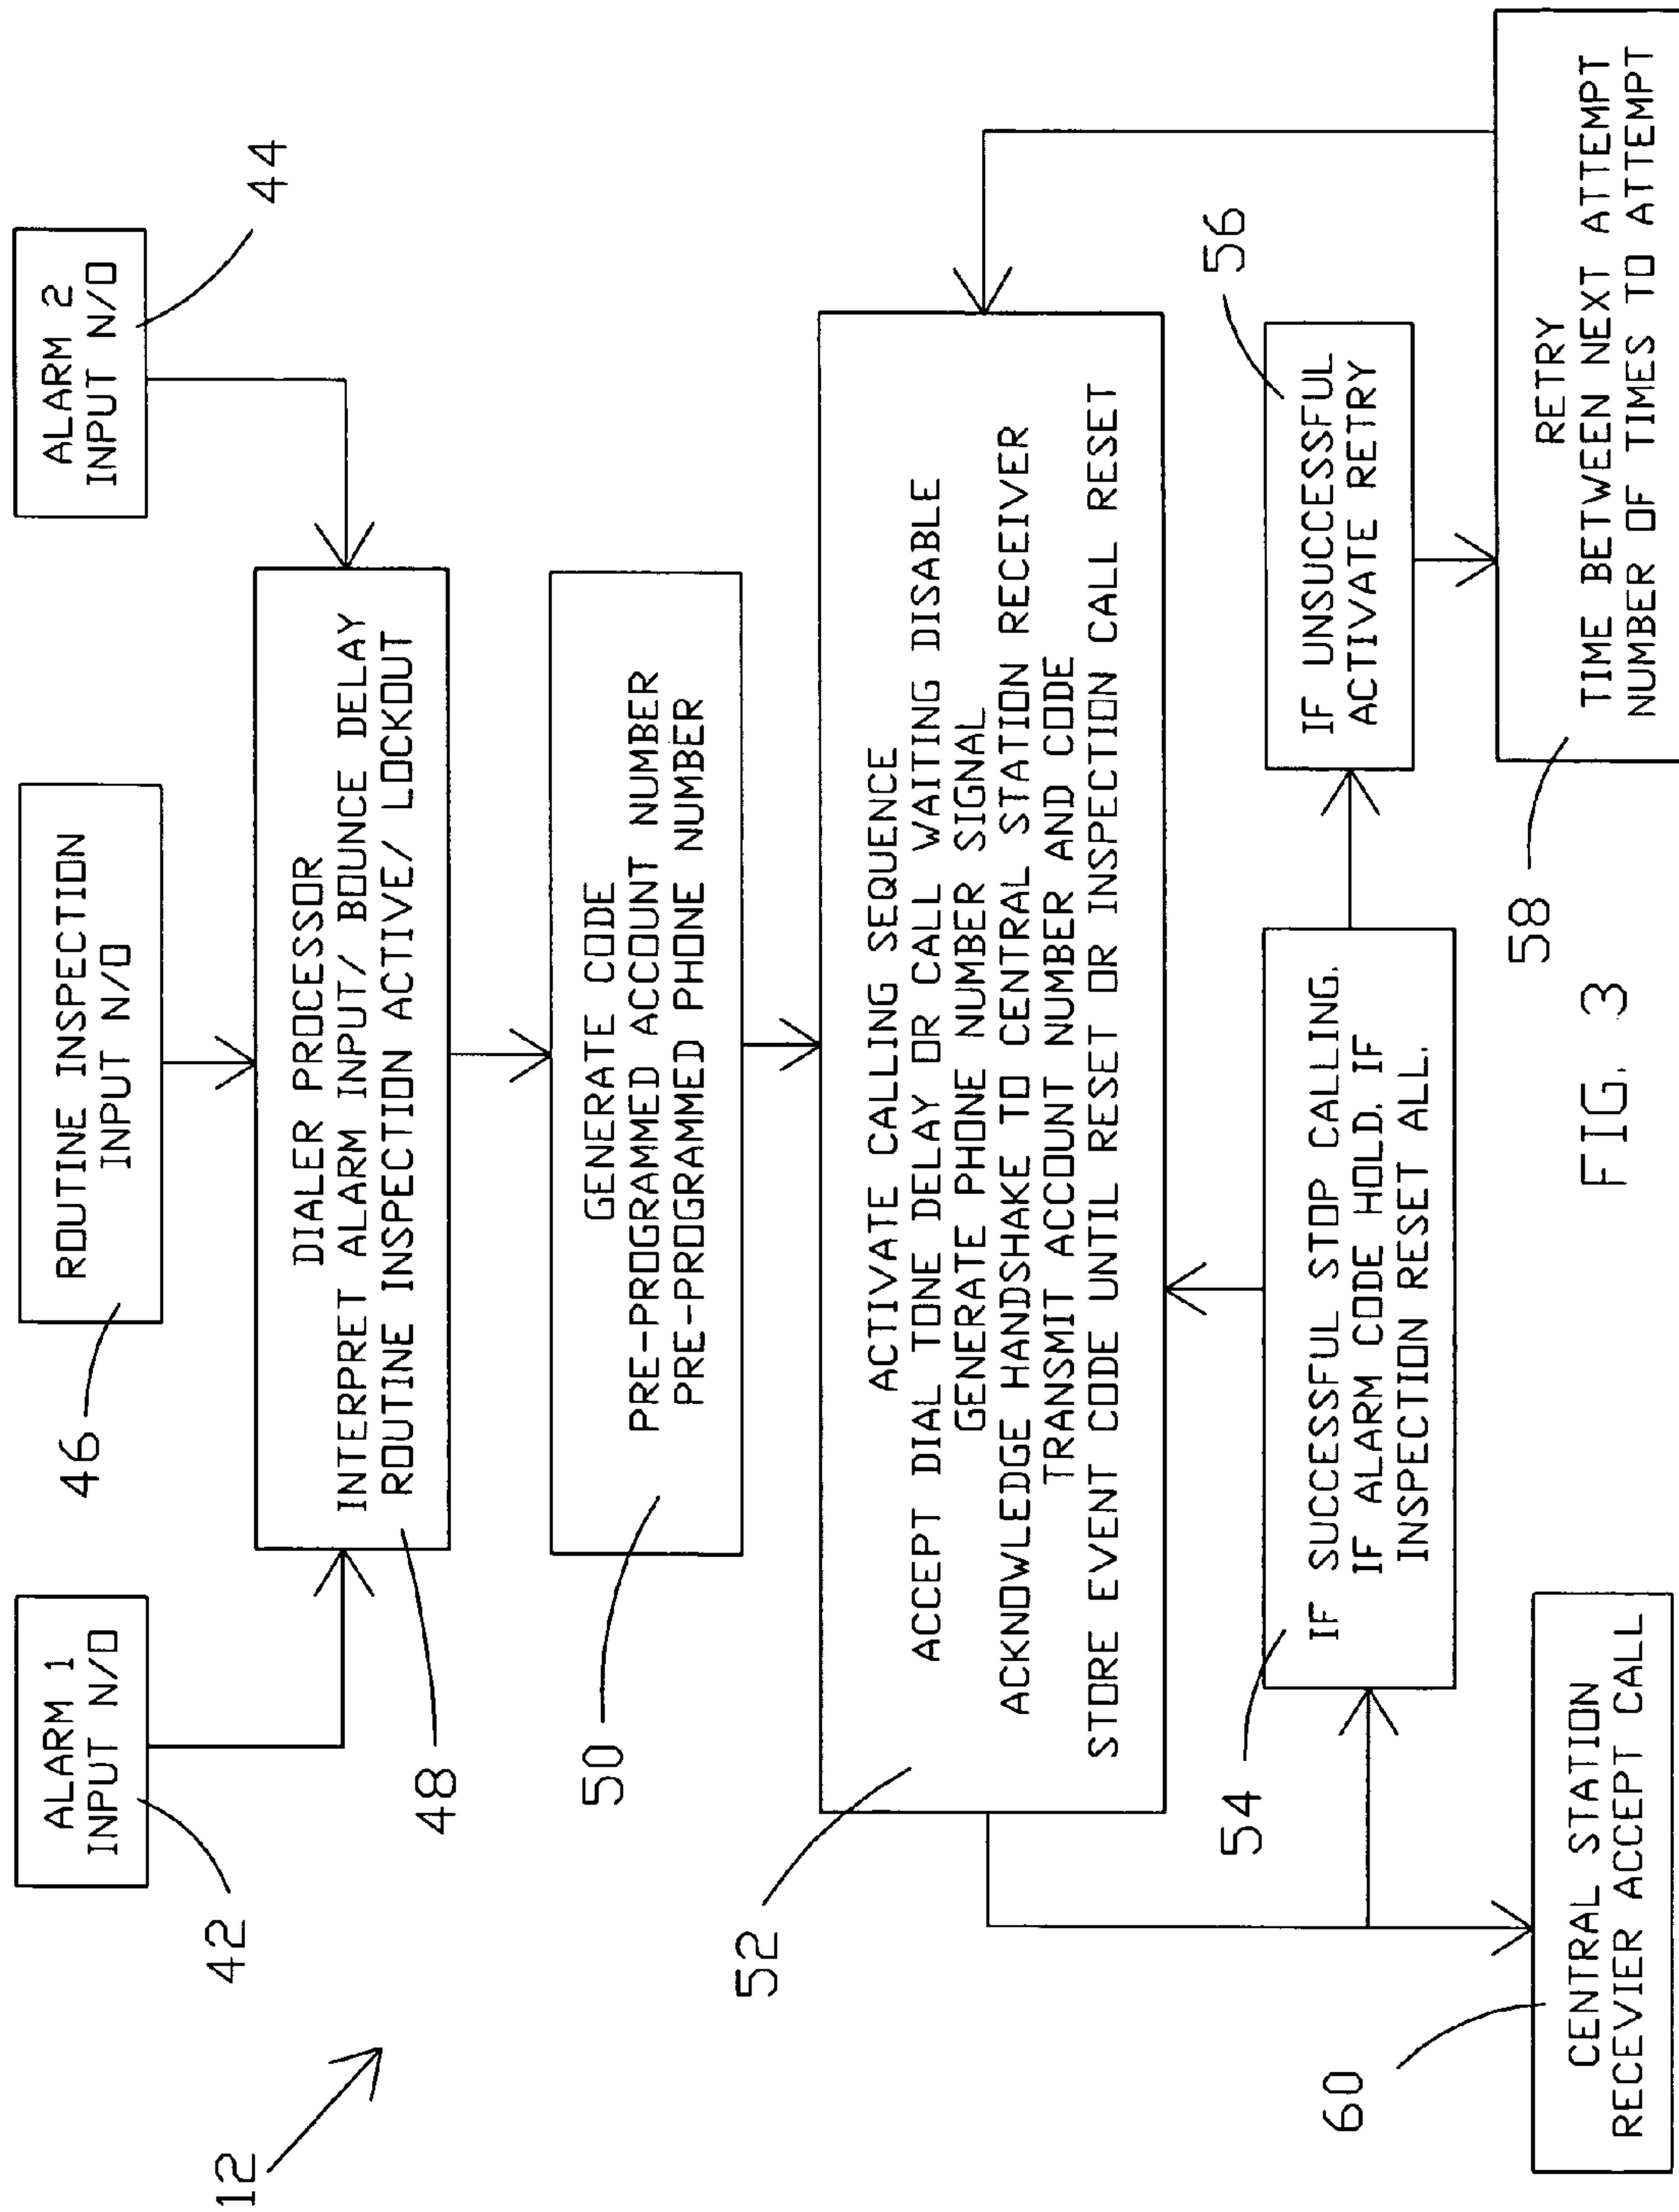 12
42
ALARM 1
INPUT N/O
46
ROUTINE INSPECTION
INPUT N/O
ALARM 2
INPUT N/O
44
48
DIALER PROCESSOR
INTERPRET ALARM INPUT/ BOUNCE DELAY
ROUTINE INSPECTION ACTIVE/ LOCKOUT
50
GENERATE CODE
PRE-PROGRAMMED ACCOUNT NUMBER
PRE-PROGRAMMED PHONE NUMBER
52
ACTIVATE CALLING SEQUENCE
ACCEPT DIAL TONE DELAY OR CALL WAITING DISABLE
GENERATE PHONE NUMBER SIGNAL
ACKNOWLEDGE HANDSHAKE TO CENTRAL STATION RECEIVER
TRANSMIT ACCOUNT NUMBER AND CODE
STORE EVENT CODE UNTIL RESET OR INSPECTION CALL RESET
54
IF SUCCESSFUL STOP CALLING.
IF ALARM CODE HOLD. IF
INSPECTION RESET ALL.
56
IF UNSUCCESSFUL
ACTIVATE RETRY
60
CENTRAL STATION
RECEVIER ACCEPT CALL
58
RETRY
TIME BETWEEN NEXT ATTEMPT
NUMBER OF TIMES TO ATTEMPT
FIG. 3